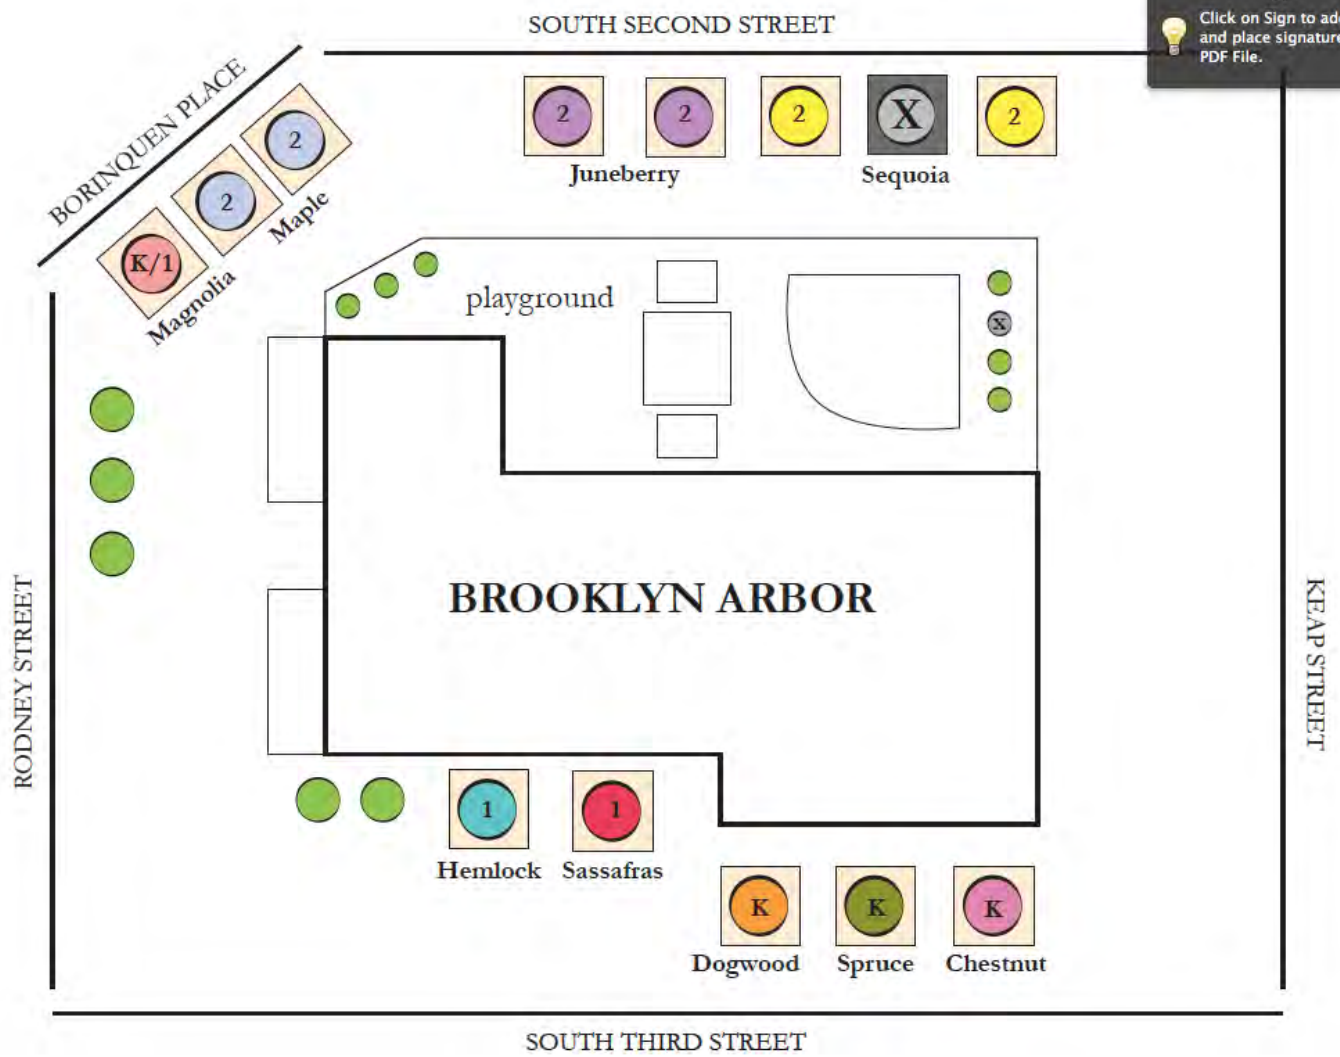 SOUTH SECOND STREET
Click on Sign to ad
and place signature
PDF File.
BORINQUEN PLACE
2
2
K/1
Maple
Magnolia
2
2
2
X
2
Juneberry
Sequoia
playground
X
BROOKLYN ARBOR
RODNEY STREET
KEAP STREET
1
1
Hemlock
Sassafras
K
K
K
Dogwood
Spruce
Chestnut
SOUTH THIRD STREET